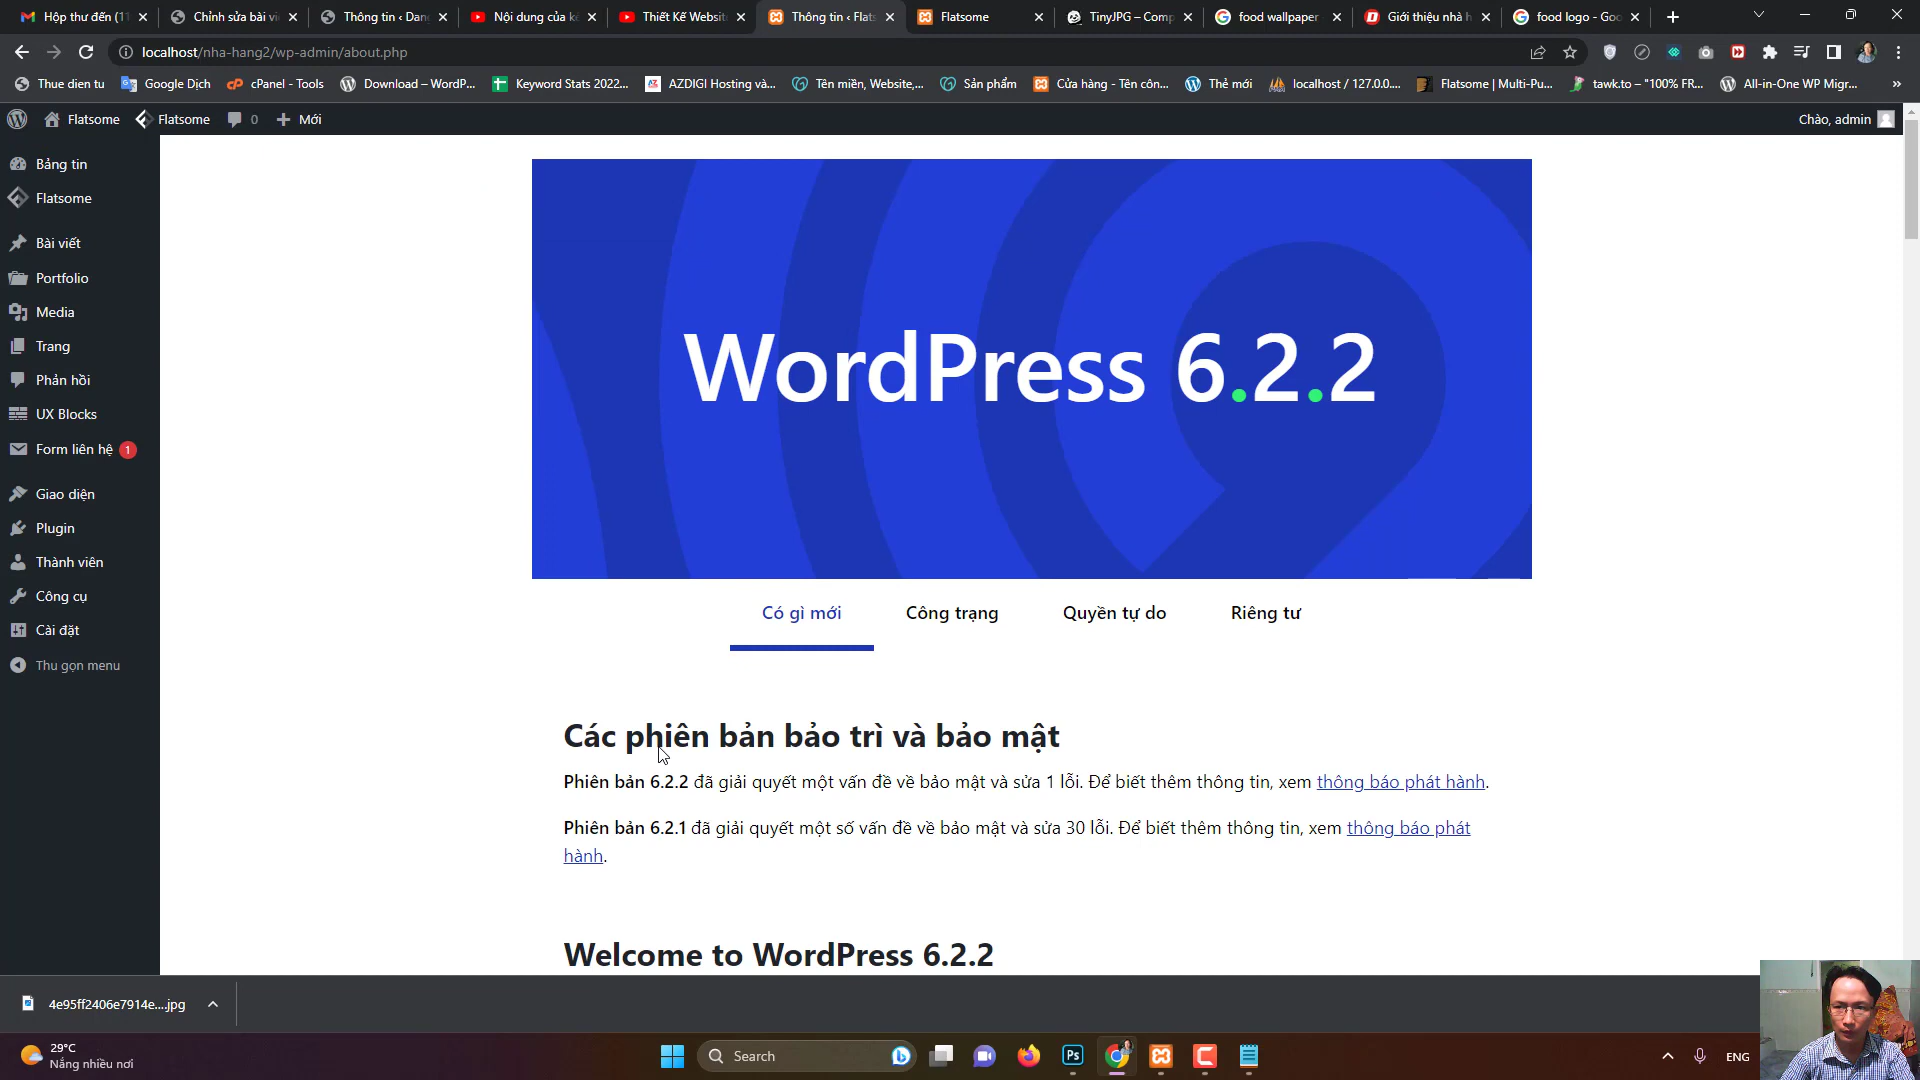 Hộp thư đến (11
Chỉnh sửa bài vi
Thông tin ‹ Dan
Nội dung của k
Thiết Kế Websit
Thông tin ‹ Flats
Flatsome
TinyJPG – Comp
food wallpaper
Giới thiệu nhà h
food logo - Goo
localhost/nha-hang2/wp-admin/about.php
Thue dien tu
Google Dịch
cPanel - Tools
Download – WordP...
Keyword Stats 2022...
AZDIGI Hosting và...
Tên miền, Website,...
Sản phẩm
Cửa hàng - Tên côn...
Thẻ mới
localhost / 127.0.0....
Flatsome | Multi-Pu...
tawk.to – "100% FR...
All-in-One WP Migr...
»
Flatsome
Flatsome
0
Mới
Chào, admin
Bảng tin
Flatsome
Bài viết
Portfolio
Media
Trang
Phản hồi
UX Blocks
Form liên hệ 1
Giao diện
Plugin
Thành viên
Công cụ
Cài đặt
Thu gọn menu
WordPress 6.2.2
Có gì mới
Công trạng
Quyền tự do
Riêng tư
Các phiên bản bảo trì và bảo mật
Phiên bản 6.2.2 đã giải quyết một vấn đề về bảo mật và sửa 1 lỗi. Để biết thêm thông tin, xem thông báo phát hành.
Phiên bản 6.2.1 đã giải quyết một số vấn đề về bảo mật và sửa 30 lỗi. Để biết thêm thông tin, xem thông báo phát
hành.
Welcome to WordPress 6.2.2
4e95ff2406e7914e....jpg
29°C
Nắng nhiều nơi
Search
Ps
ENG